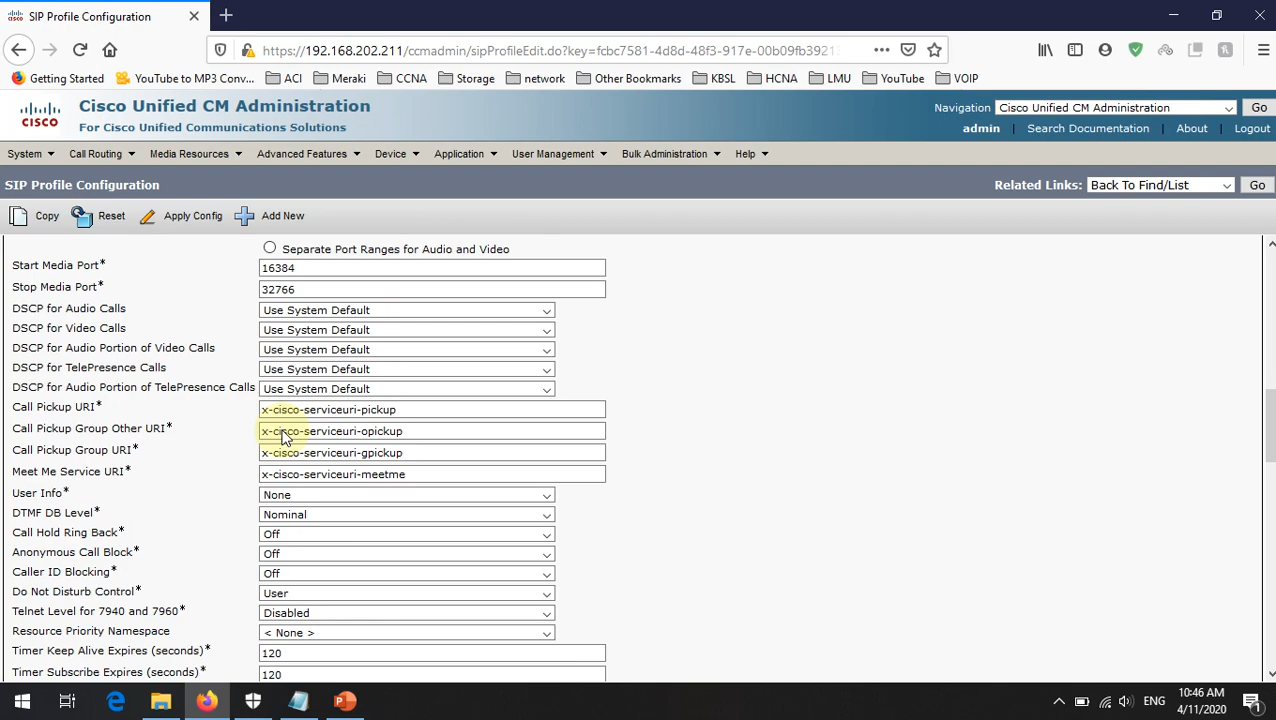 SIP Profile Configuration
https://192.168.202.211/ccmadmin/sipProfileEdit.do?key=fcbc7581-4d8d-48f3-917e-00b09fb3921
Getting Started YouTube to MP3 Conv... ACI Meraki CCNA Storage network Other Bookmarks KBSL HCNA LMU YouTube VOIP
CISCO
Cisco Unified CM Administration
For Cisco Unified Communications Solutions
Navigation Cisco Unified CM Administration Go
admin | Search Documentation | About | Logout
System Call Routing Media Resources Advanced Features Device Application User Management Bulk Administration Help
SIP Profile Configuration
Related Links: Back To Find/List Go
Copy Reset Apply Config Add New
Separate Port Ranges for Audio and Video
Start Media Port* 16384
Stop Media Port* 32766
DSCP for Audio Calls Use System Default
DSCP for Video Calls Use System Default
DSCP for Audio Portion of Video Calls Use System Default
DSCP for TelePresence Calls Use System Default
DSCP for Audio Portion of TelePresence Calls Use System Default
Call Pickup URI* x-cisco-serviceuri-pickup
Call Pickup Group Other URI* x-cisco-serviceuri-opickup
Call Pickup Group URI* x-cisco-serviceuri-gpickup
Meet Me Service URI* x-cisco-serviceuri-meetme
User Info* None
DTMF DB Level* Nominal
Call Hold Ring Back* Off
Anonymous Call Block* Off
Caller ID Blocking* Off
Do Not Disturb Control* User
Telnet Level for 7940 and 7960* Disabled
Resource Priority Namespace < None >
Timer Keep Alive Expires (seconds)* 120
Timer Subscribe Expires (seconds)* 120
ENG
10:46 AM
4/11/2020
1